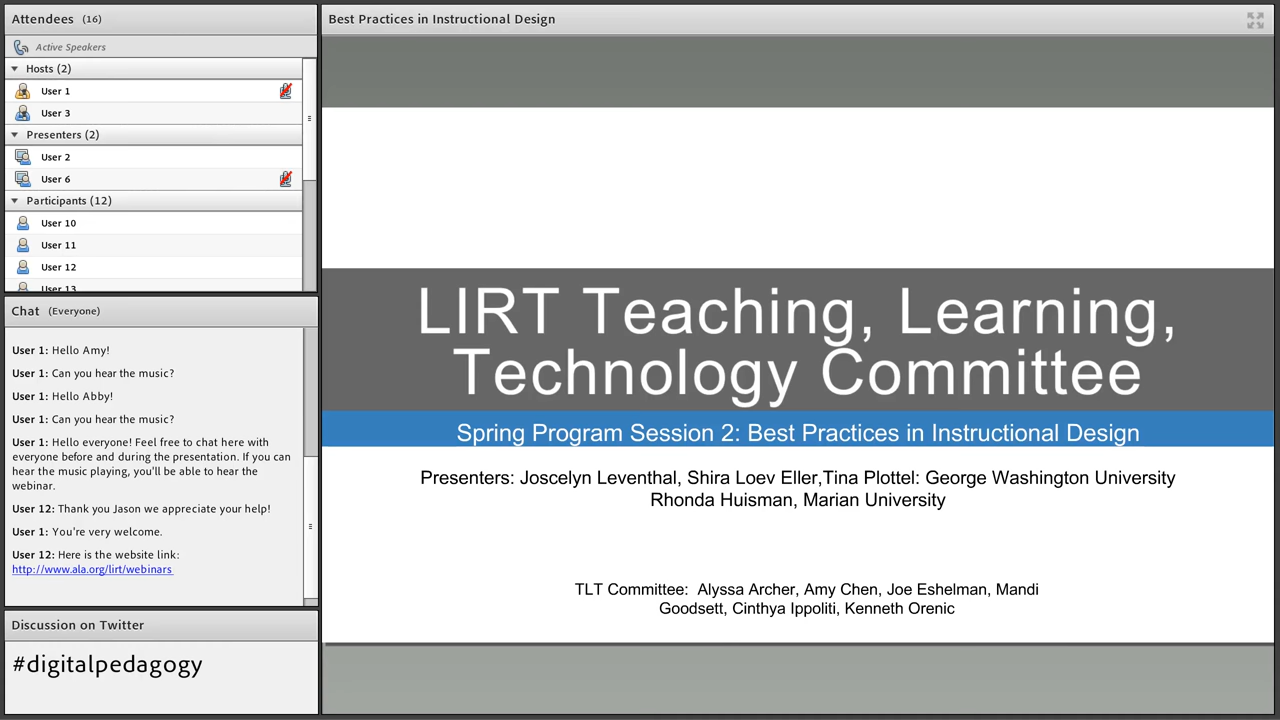 Attendees (16)
Active Speakers
Hosts (2)
User 1
User 3
Presenters (2)
User 2
User 6
Participants (12)
User 10
User 11
User 12
User 13
Chat (Everyone)
User 1: Hello Amy!
User 1: Can you hear the music?
User 1: Hello Abby!
User 1: Can you hear the music?
User 1: Hello everyone! Feel free to chat here with
everyone before and during the presentation. If you can
hear the music playing, you'll be able to hear the
webinar.
User 12: Thank you Jason we appreciate your help!
User 1: You're very welcome.
User 12: Here is the website link:
http://www.ala.org/lirt/webinars
Discussion on Twitter
#digitalpedagogy
Best Practices in Instructional Design
LIRT Teaching, Learning,
Technology Committee
Spring Program Session 2: Best Practices in Instructional Design
Presenters: Joscelyn Leventhal, Shira Loev Eller,Tina Plottel: George Washington University
Rhonda Huisman, Marian University
TLT Committee:  Alyssa Archer, Amy Chen, Joe Eshelman, Mandi
Goodsett, Cinthya Ippoliti, Kenneth Orenic